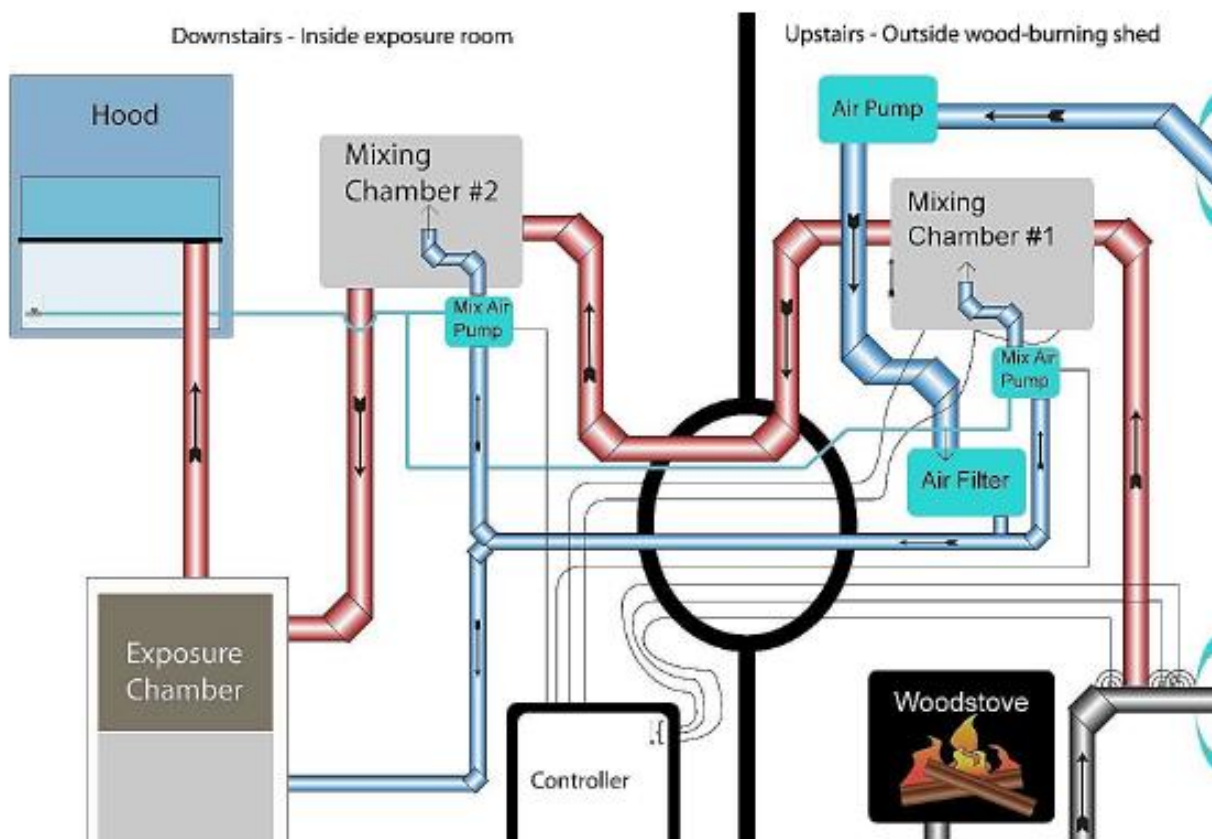 Downstairs - Inside exposure room
Upstairs - Outside wood-burning shed
Hood
Mixing
Chamber #2
Mix Air
Pump
Air Pump
Mixing
Chamber #1
Mix Air
Pump
Air Filter
Exposure
Chamber
Controller
Woodstove